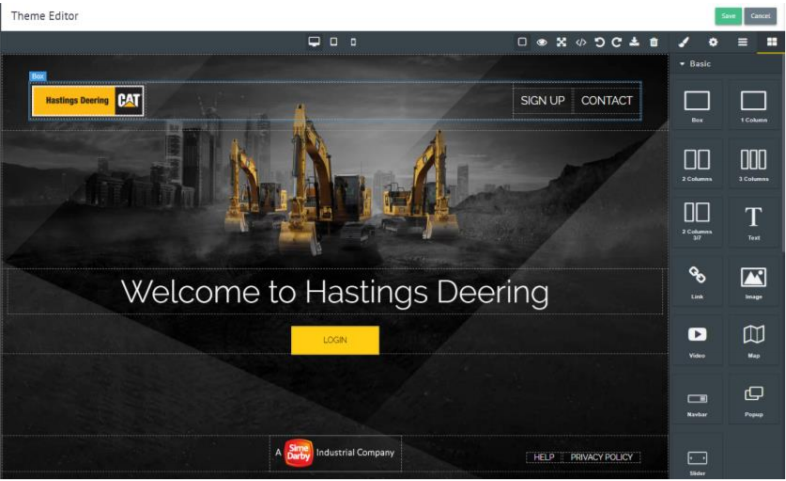 Theme Editor
Save
Cancel
Basic
Box
Hastings Deering CAT
SIGN UP
CONTACT
Box
1 Column
2 Columns
3 Columns
2 Columns 3/7
Text
Welcome to Hastings Deering
Link
Image
LOGIN
Video
Map
Navbar
Popup
A Sime Darby Industrial Company
HELP
PRIVACY POLICY
Slider